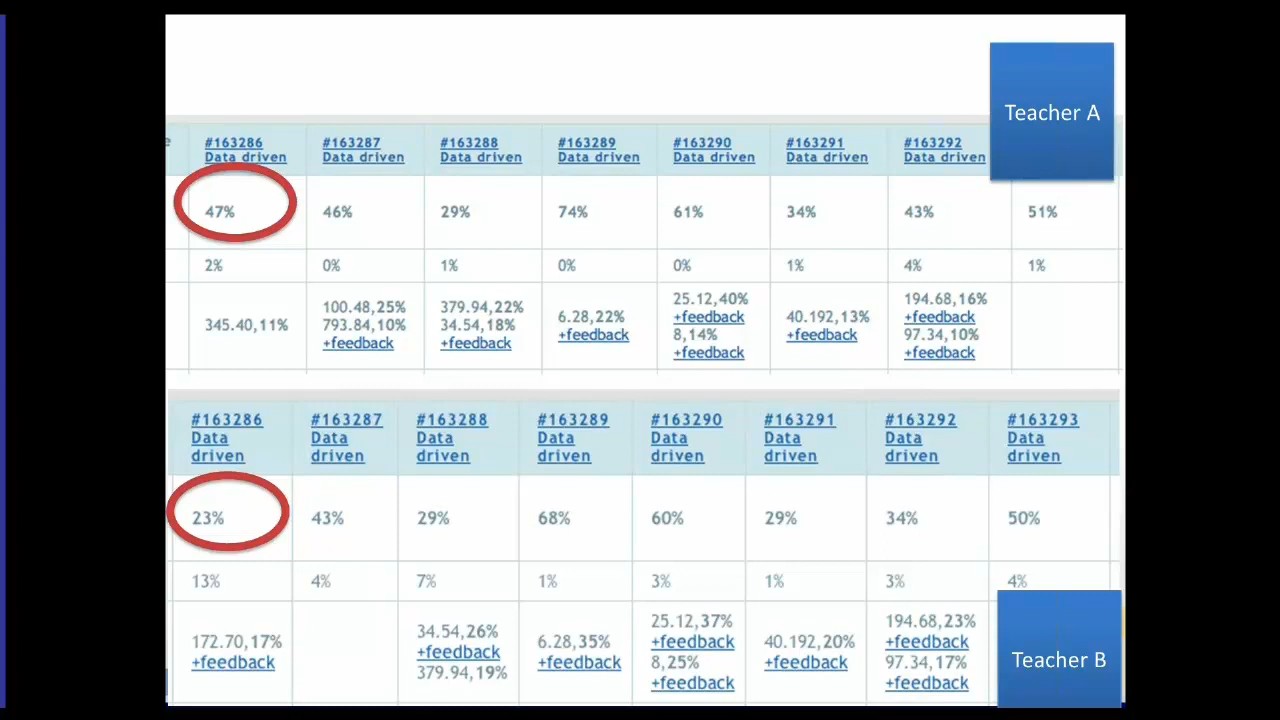 Teacher A
#163286 #163287 #163288 #163289 #163290 #163291 #163292
Data driven Data driven Data driven Data driven Data driven Data driven Data driven
47% 46% 29% 74% 61% 34% 43% 51%
2% 0% 1% 0% 0% 1% 4% 1%
345.40,11%
100.48,25%
793.84,10%
+feedback
379.94,22%
34.54,18%
+feedback
6.28,22%
+feedback
25.12,40%
+feedback
8,14%
+feedback
40.192,13%
+feedback
194.68,16%
+feedback
97.34,10%
+feedback
#163286 #163287 #163288 #163289 #163290 #163291 #163292 #163293
Data Data Data Data Data Data Data Data
driven driven driven driven driven driven driven driven
23% 43% 29% 68% 60% 29% 34% 50%
13% 4% 7% 1% 3% 1% 3% 4%
172.70,17%
+feedback
34.54,26%
+feedback
379.94,19%
6.28,35%
+feedback
25.12,37%
+feedback
8,25%
+feedback
40.192,20%
+feedback
194.68,23%
+feedback
97.34,17%
+feedback
Teacher B